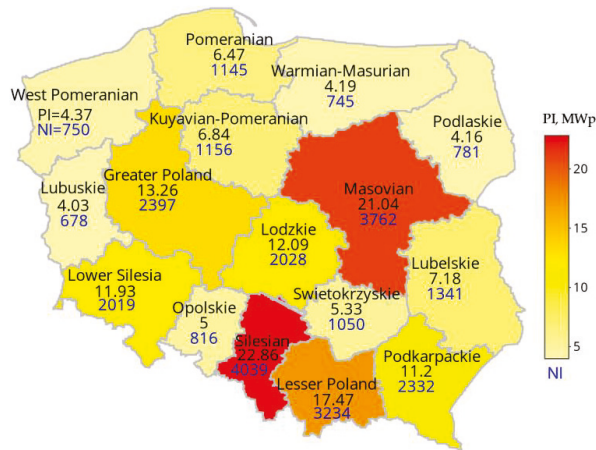 Pomeranian
6.47
1145
Warmian-Masurian
4.19
745
West Pomeranian
PI=4.37
NI=750
Kuyavian-Pomeranian
6.84
1156
Podlaskie
4.16
781
PI, MWp
20
15
10
5
NI
Greater Poland
13.26
2397
Lubuskie
4.03
678
Masovian
21.04
3762
Lodzkie
12.09
2028
Lubelskie
7.18
1341
Lower Silesia
11.93
2019
Opolskie
5
816
Swietokrzyskie
5.33
1050
Silesian
22.86
4039
Lesser Poland
17.47
3234
Podkarpackie
11.2
2332